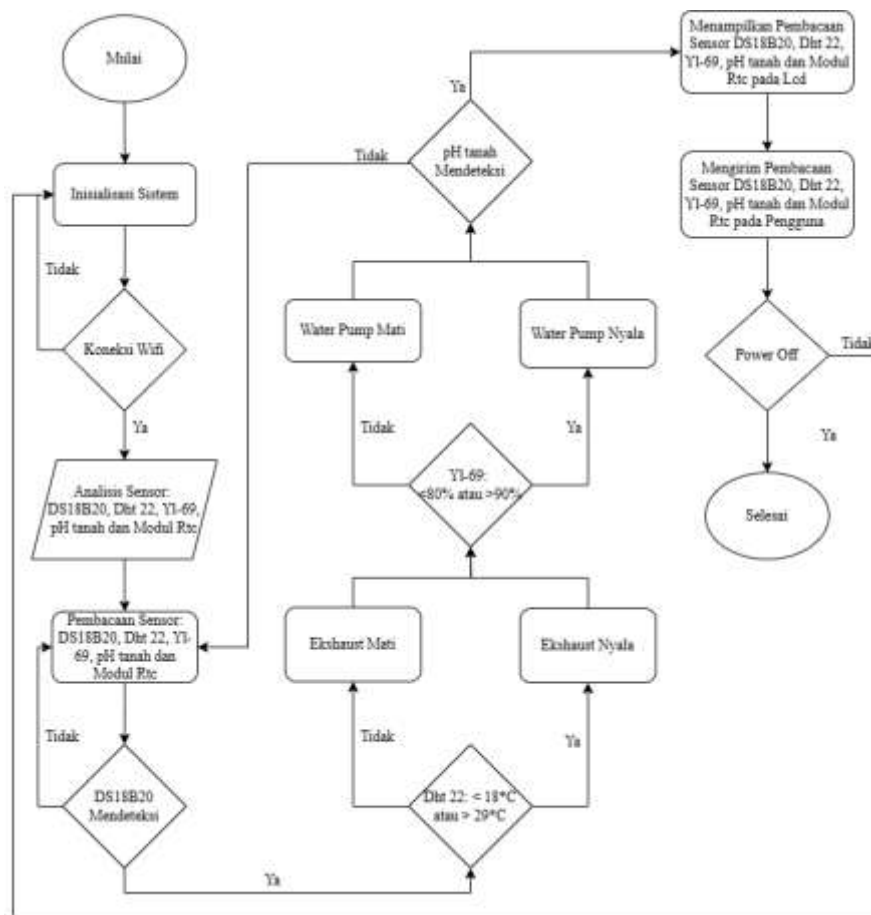 Mulai
Inisialisasi Sistem
Tidak
Koneksi Wifi
Ya
Analisis Sensor:
DS18B20, Dht 22, Yl-69,
pH tanah dan Modul Rtc
Pembacaan Sensor:
DS18B20, Dht 22, Yl-
69, pH tanah dan
Modul Rtc
Tidak
DS18B20
Mendeteksi
Ya
Dht 22: < 18*C
atau > 29*C
Tidak
Ya
Ekshaust Mati
Ekshaust Nyala
Yl-69:
<80% atau >90%
Tidak
Ya
Water Pump Mati
Water Pump Nyala
pH tanah
Mendeteksi
Tidak
Ya
Menampilkan Pembacaan
Sensor DS18B20, Dht 22,
Yl-69, pH tanah dan Modul
Rtc pada Lcd
Mengirim Pembacaan
Sensor DS18B20, Dht 22,
Yl-69, pH tanah dan Modul
Rtc pada Pengguna
Power Off
Tidak
Ya
Selesai